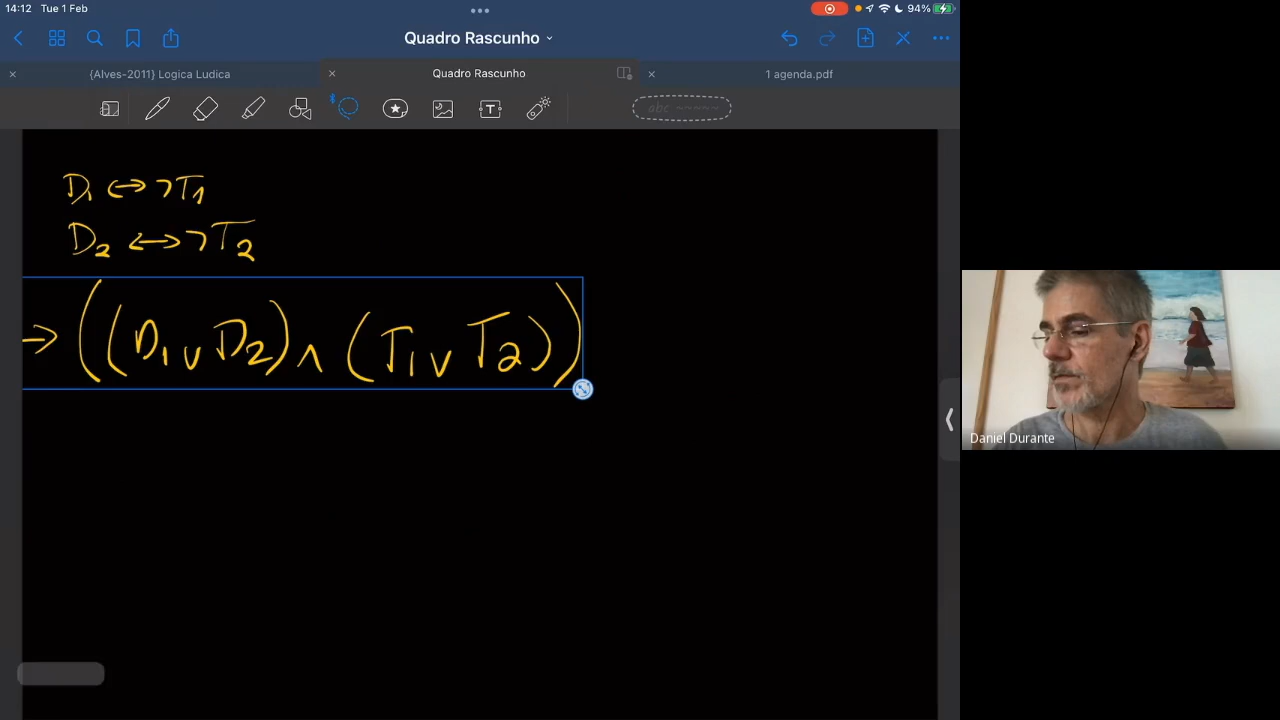 14:12 Tue 1 Feb
94%
Quadro Rascunho
{Alves-2011} Logica Ludica
Quadro Rascunho
1 agenda.pdf
T
abc
D₁ ↔ ¬T₁
D₂ ↔ ¬T₂
→ ((D₁ ∨ D₂) ∧ (T₁ ∨ T₂))
Daniel Durante